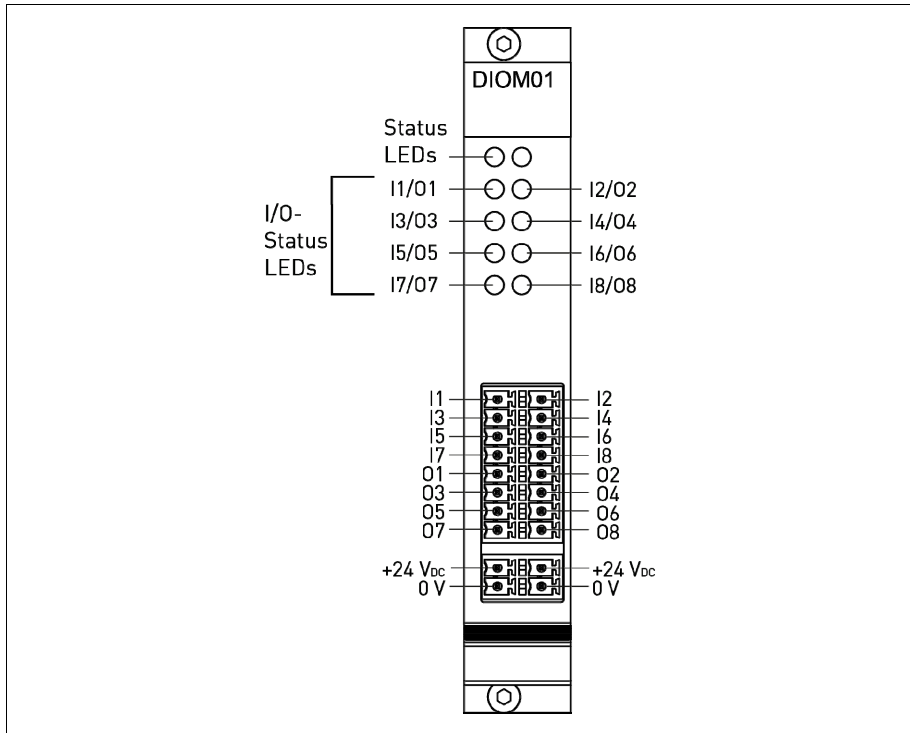 DIOM01
Status
LEDs
I1/O1 I2/O2
I/O-
Status
LEDs
I3/O3 I4/O4
I5/O5 I6/O6
I7/O7 I8/O8
I1 I2
I3 I4
I5 I6
I7 I8
O1 O2
O3 O4
O5 O6
O7 O8
+24 VDC +24 VDC
0 V 0 V